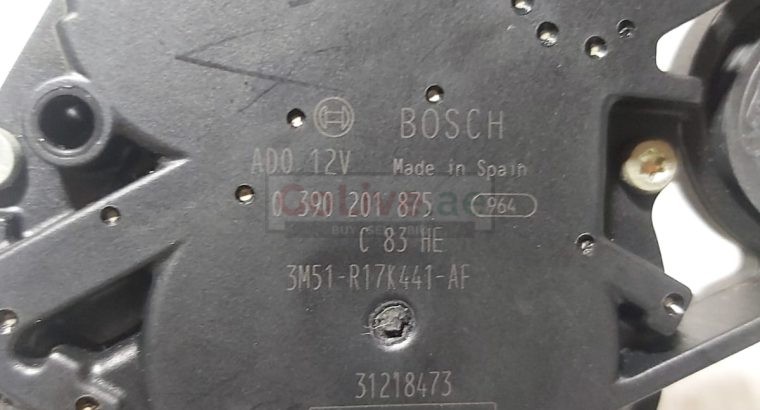 BOSCH
ADO 12V Made in Spain
0 390 201 875 964
C 83 HE
3M51-R17K441-AF
31218473